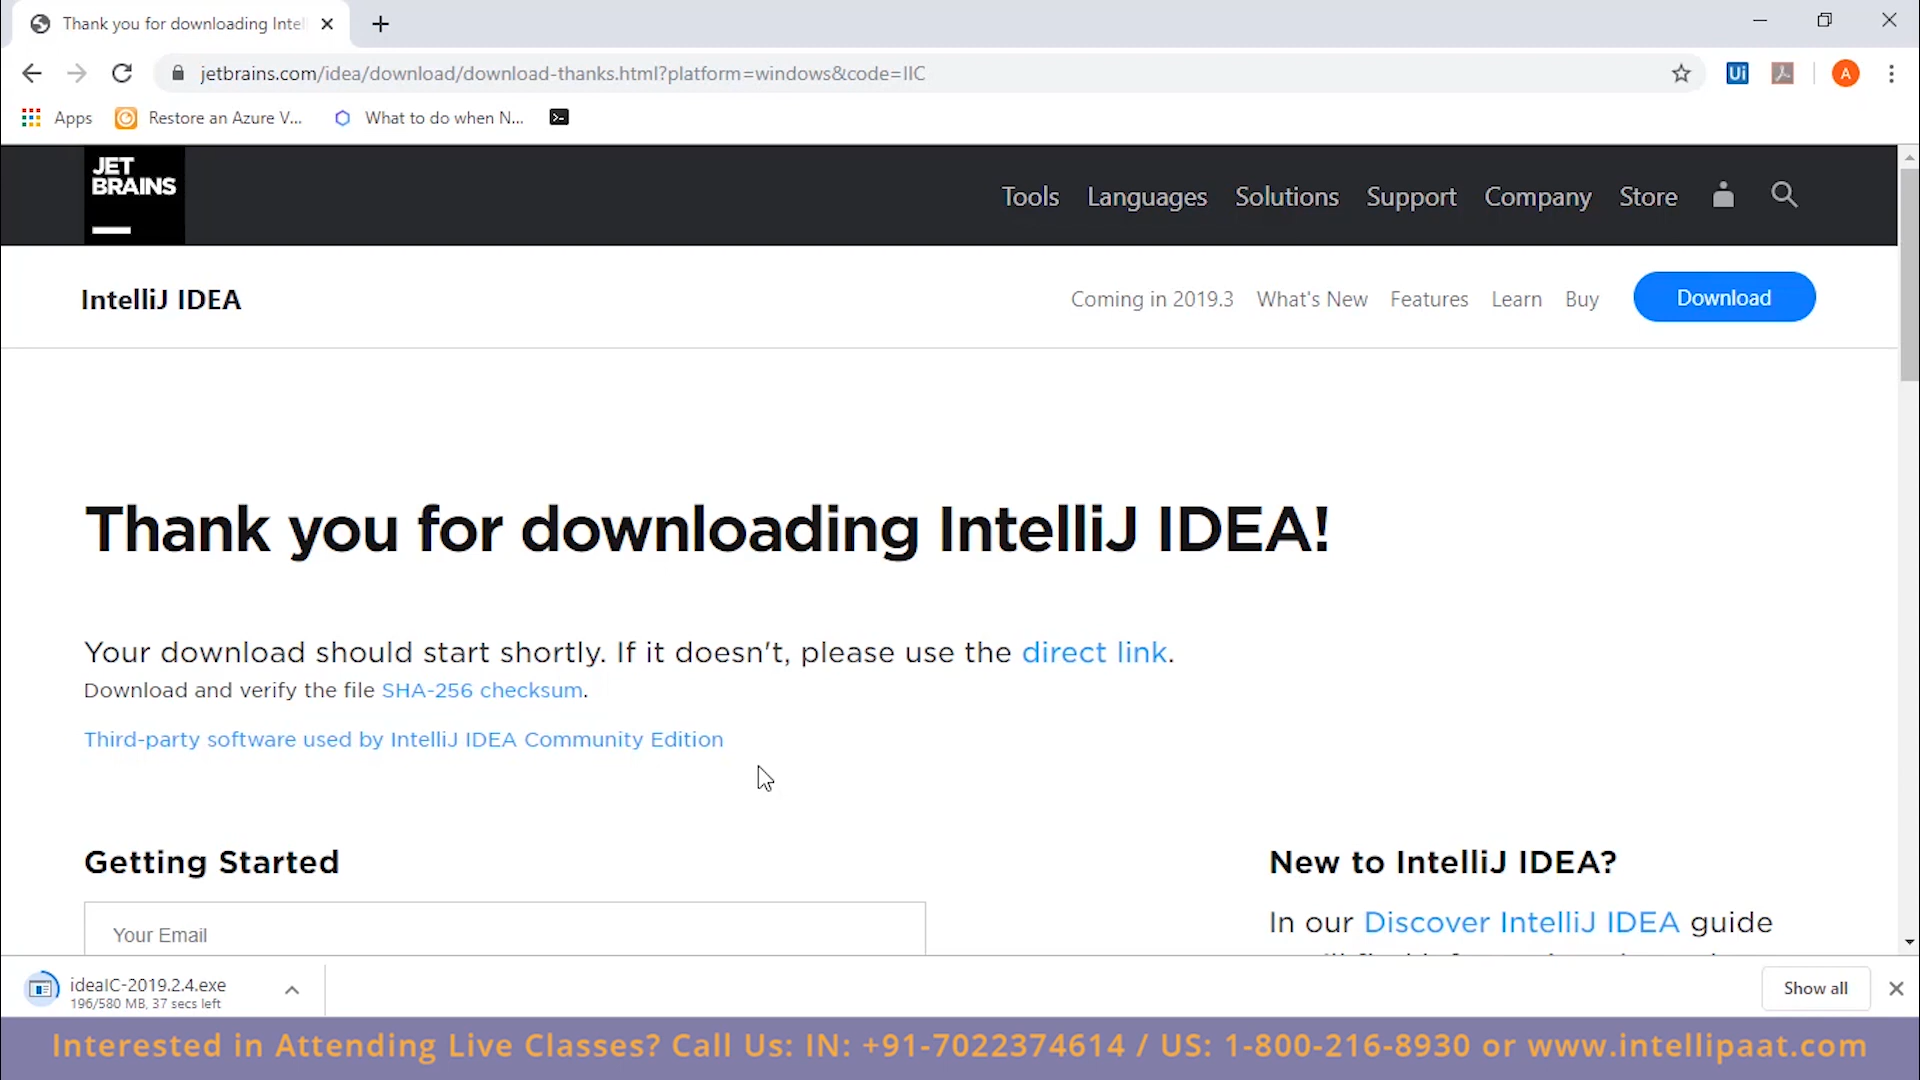 Thank you for downloading Inte
jetbrains.com/idea/download/download-thanks.html?platform=windows&code=IIC
Ui
A
Apps
Restore an Azure V...
What to do when N...
JET
BRAINS
Tools
Languages
Solutions
Support
Company
Store
IntelliJ IDEA
Coming in 2019.3
What's New
Features
Learn
Buy
Download
Thank you for downloading IntelliJ IDEA!
Your download should start shortly. If it doesn't, please use the direct link.
Download and verify the file SHA-256 checksum.
Third-party software used by IntelliJ IDEA Community Edition
Getting Started
Your Email
New to IntelliJ IDEA?
In our Discover IntelliJ IDEA guide
ideaIC-2019.2.4.exe
196/580 MB, 37 secs left
Show all
Interested in Attending Live Classes? Call Us: IN: +91-7022374614 / US: 1-800-216-8930 or www.intellipaat.com